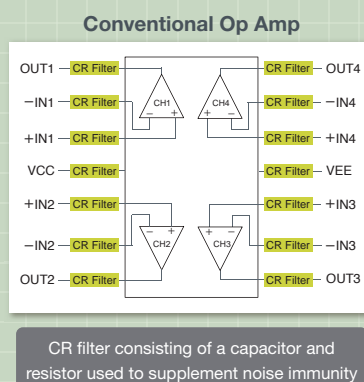 Conventional Op Amp
OUT1 CR Filter CR Filter OUT4
−IN1 CR Filter CH1 CH4 CR Filter −IN4
− + + −
+IN1 CR Filter CR Filter +IN4
VCC CR Filter CR Filter VEE
+IN2 CR Filter CR Filter +IN3
− + + −
−IN2 CR Filter CH2 CH3 CR Filter −IN3
OUT2 CR Filter CR Filter OUT3
CR filter consisting of a capacitor and
resistor used to supplement noise immunity